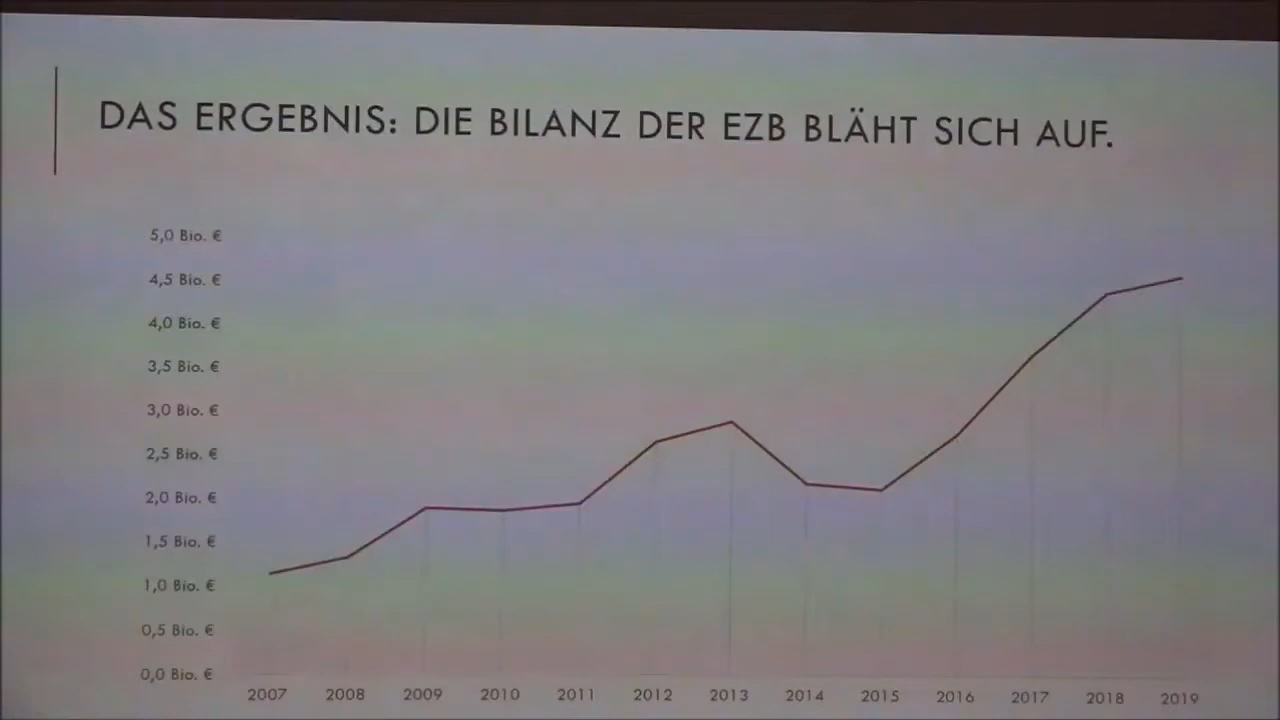 DAS ERGEBNIS: DIE BILANZ DER EZB BLÄHT SICH AUF.
5,0 Bio. €
4,5 Bio. €
4,0 Bio. €
3,5 Bio. €
3,0 Bio. €
2,5 Bio. €
2,0 Bio. €
1,5 Bio. €
1,0 Bio. €
0,5 Bio. €
0,0 Bio. €
2007 2008 2009 2010 2011 2012 2013 2014 2015 2016 2017 2018 2019